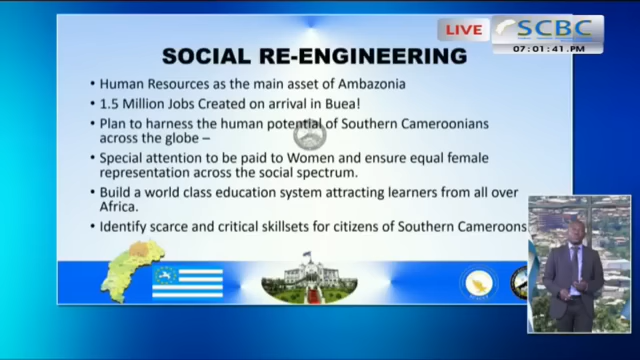 LIVE
SCBC
07:01:41 PM
SOCIAL RE-ENGINEERING
• Human Resources as the main asset of Ambazonia
• 1.5 Million Jobs Created on arrival in Buea!
• Plan to harness the human potential of Southern Cameroonians
across the globe –
• Special attention to be paid to Women and ensure equal female
representation across the social spectrum.
• Build a world class education system attracting learners from all over
Africa.
• Identify scarce and critical skillsets for citizens of Southern Cameroons